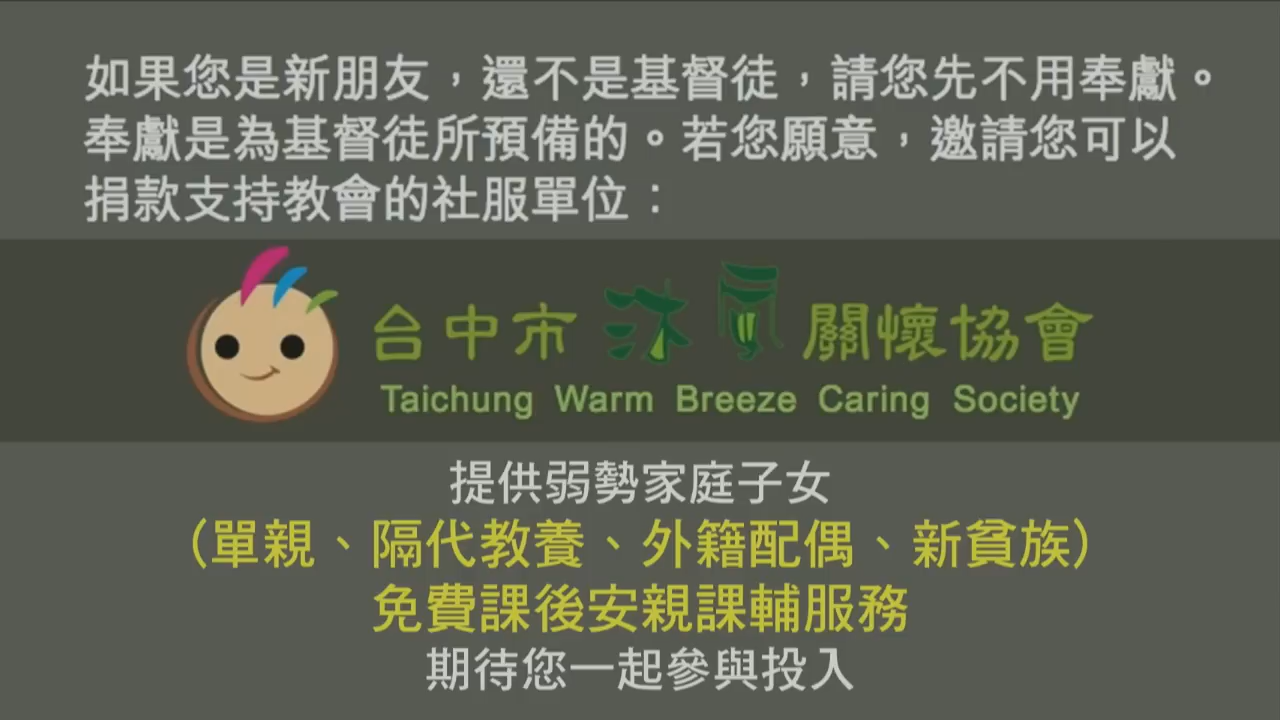 如果您是新朋友，還不是基督徒，請您先不用奉獻。
奉獻是為基督徒所預備的。若您願意，邀請您可以
捐款支持教會的社服單位：
台中市沐風關懷協會
Taichung Warm Breeze Caring Society
提供弱勢家庭子女
(單親、隔代教養、外籍配偶、新貧族)
免費課後安親課輔服務
期待您一起參與投入